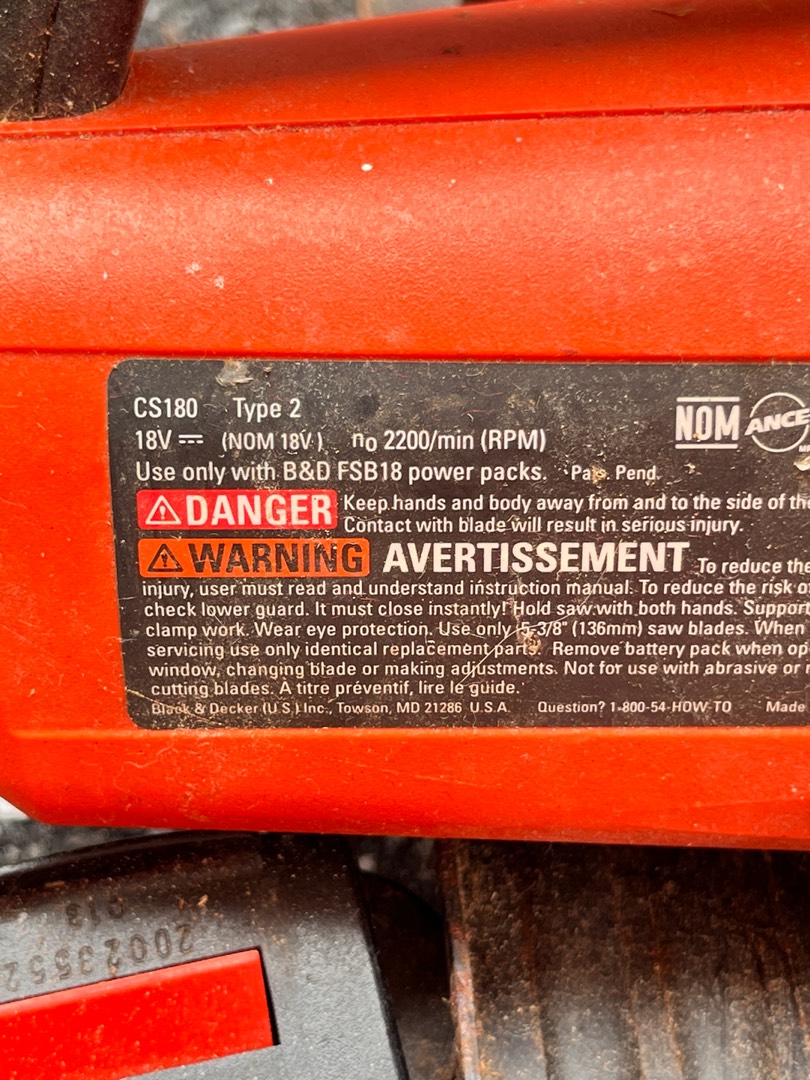 CS180 Type 2
18V ⎓ (NOM 18V) no 2200/min (RPM)
NOM ANCE
Use only with B&D FSB18 power packs. Pat. Pend.
DANGER Keep hands and body away from and to the side of the
Contact with blade will result in serious injury.
WARNING AVERTISSEMENT To reduce the
injury, user must read and understand instruction manual. To reduce the risk
check lower guard. It must close instantly! Hold saw with both hands. Support
clamp work. Wear eye protection. Use only 5-3/8" (136mm) saw blades. When
servicing use only identical replacement parts. Remove battery pack when
window, changing blade or making adjustments. Not for use with abrasive or
cutting blades. À titre préventif, lire le guide.
Black & Decker (U.S.) Inc., Towson, MD 21286 U.S.A. Question? 1-800-54-HOW-TO Made
013
20023552